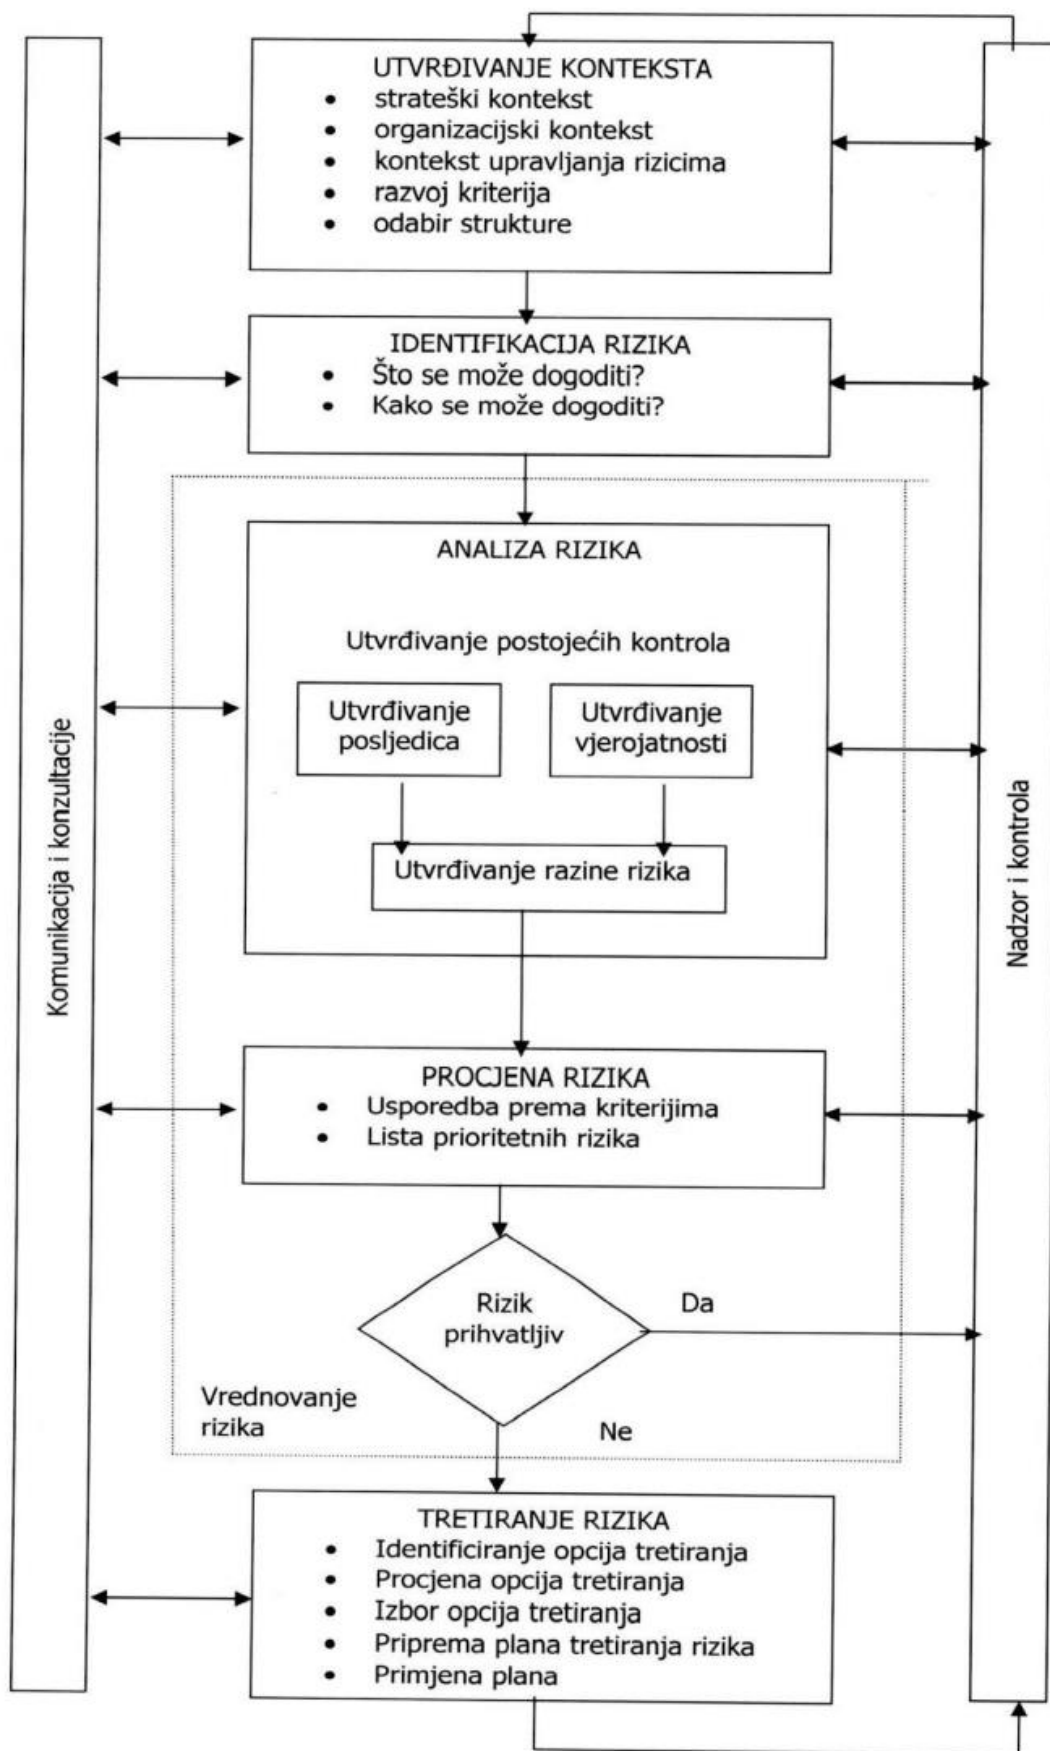 UTVRĐIVANJE KONTEKSTA
• strateški kontekst
• organizacijski kontekst
• kontekst upravljanja rizicima
• razvoj kriterija
• odabir strukture
IDENTIFIKACIJA RIZIKA
• Što se može dogoditi?
• Kako se može dogoditi?
ANALIZA RIZIKA
Utvrđivanje postojećih kontrola
Utvrđivanje
posljedica
Utvrđivanje
vjerojatnosti
Utvrđivanje razine rizika
Komunikacija i konzultacije
Nadzor i kontrola
PROCJENA RIZIKA
• Usporedba prema kriterijima
• Lista prioritetnih rizika
Rizik
prihvatljiv
Da
Vrednovanje
rizika
Ne
TRETIRANJE RIZIKA
• Identificiranje opcija tretiranja
• Procjena opcija tretiranja
• Izbor opcija tretiranja
• Priprema plana tretiranja rizika
• Primjena plana